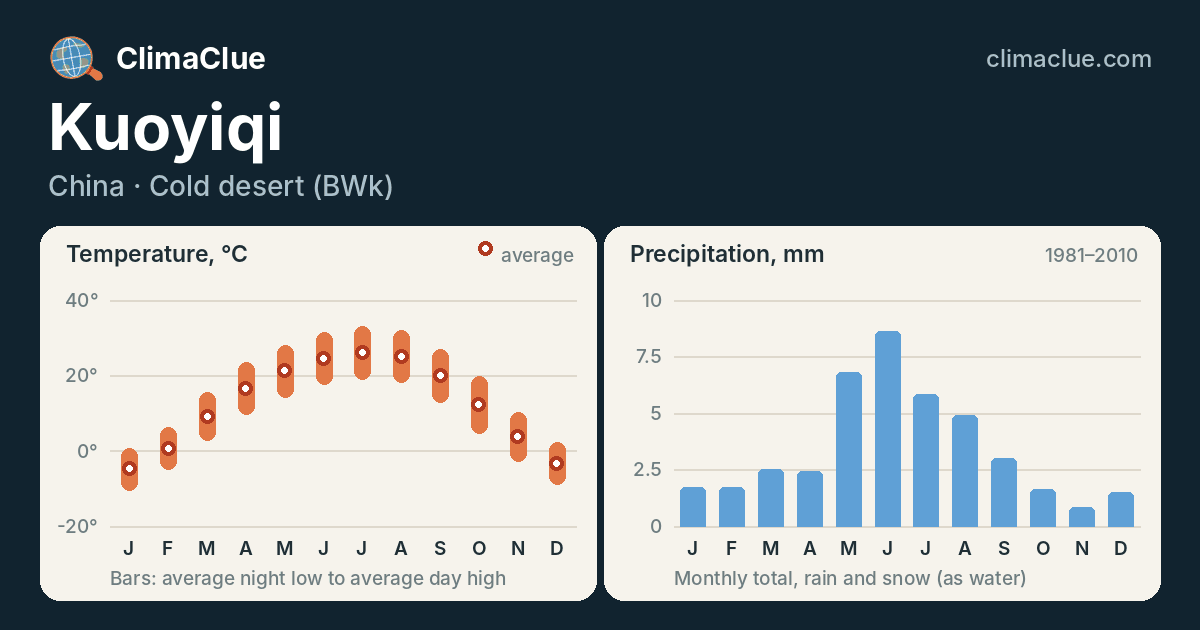 ClimaClue
climaclue.com
Kuoyiqi
China · Cold desert (BWk)
Temperature, °C
average
40°
20°
0°
-20°
J F M A M J J A S O N D
Bars: average night low to average day high
Precipitation, mm
1981–2010
10
7.5
5
2.5
0
J F M A M J J A S O N D
Monthly total, rain and snow (as water)